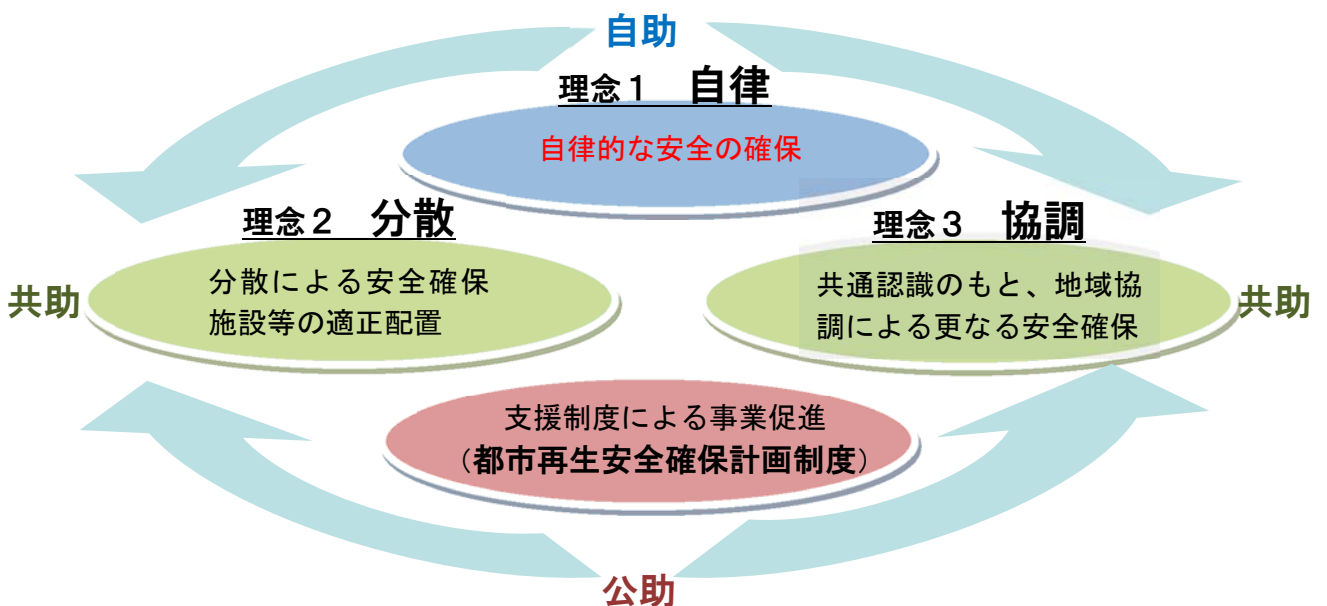 自助
理念１　自律
自律的な安全の確保
理念２　分散
分散による安全確保
施設等の適正配置
共助
理念３　協調
共通認識のもと、地域協
調による更なる安全確保
共助
支援制度による事業促進
（都市再生安全確保計画制度）
公助